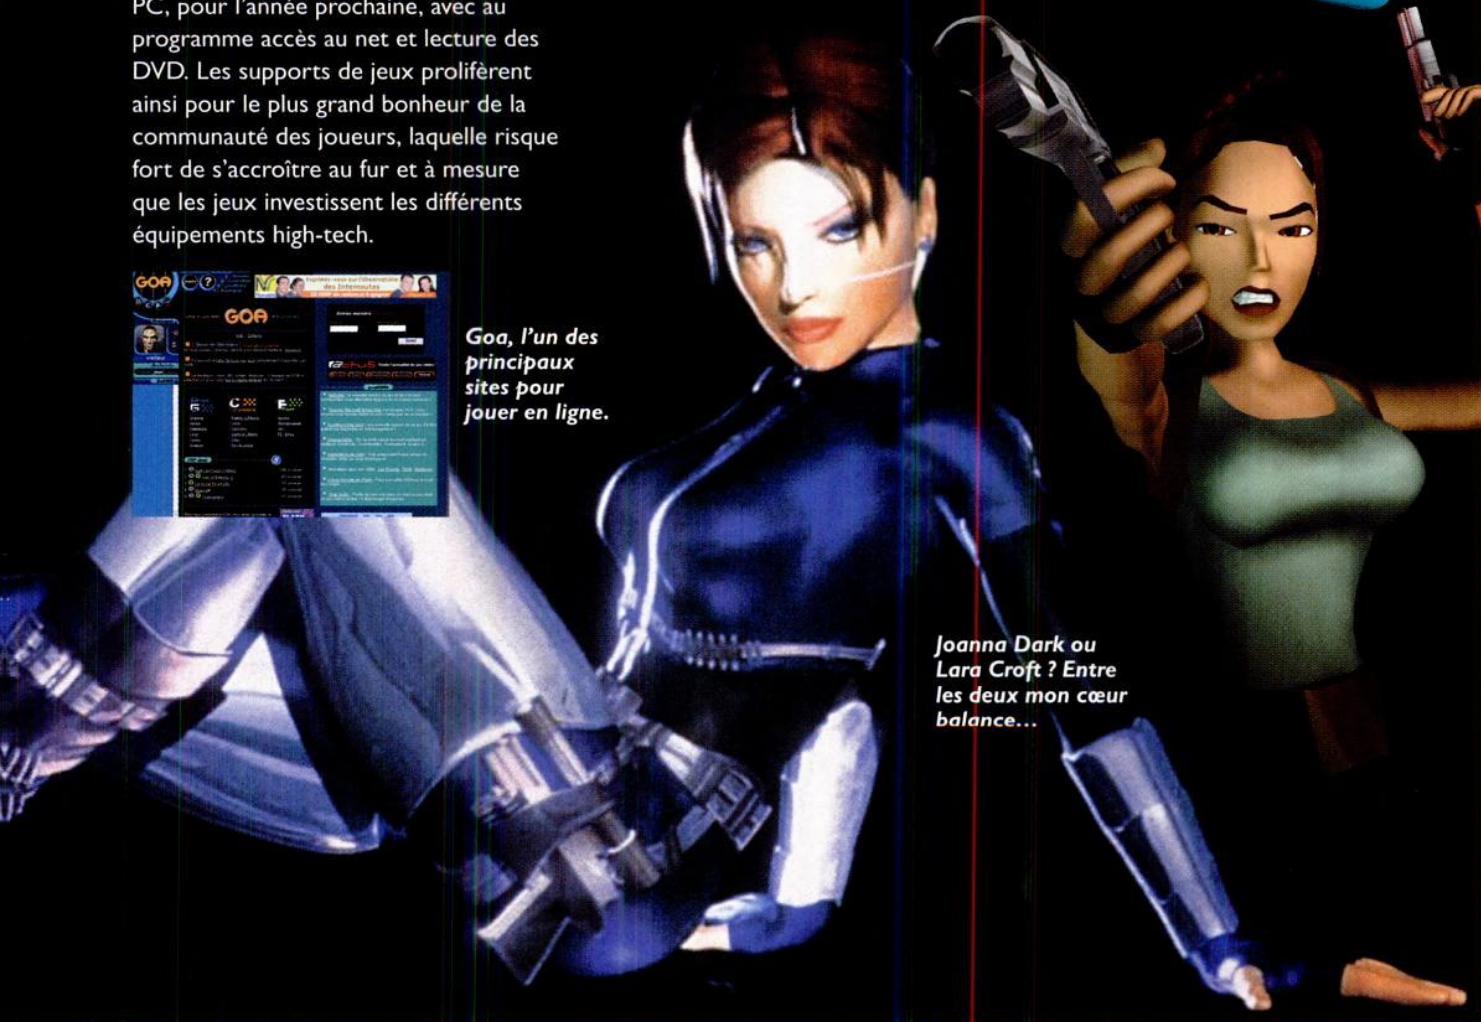 PC, pour l'année prochaine, avec au
programme accès au net et lecture des
DVD. Les supports de jeux prolifèrent
ainsi pour le plus grand bonheur de la
communauté des joueurs, laquelle risque
fort de s'accroître au fur et à mesure
que les jeux investissent les différents
équipements high-tech.
GOA
GOA
Goa, l'un des
principaux
sites pour
jouer en ligne.
Joanna Dark ou
Lara Croft ? Entre
les deux mon cœur
balance…